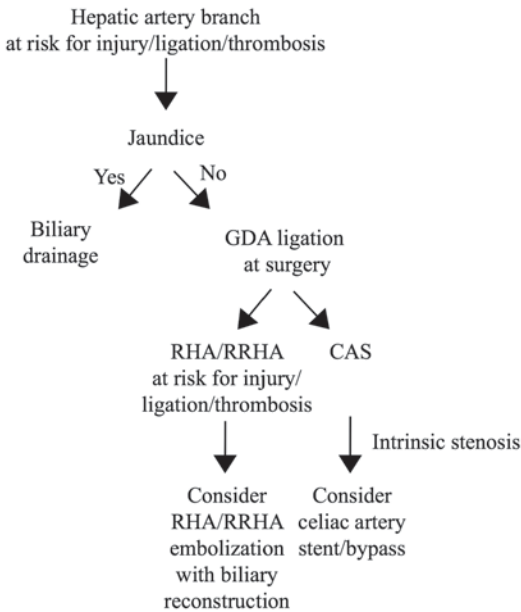 Hepatic artery branch
at risk for injury/ligation/thrombosis
Jaundice
Yes
No
Biliary
drainage
GDA ligation
at surgery
RHA/RRHA
at risk for injury/
ligation/thrombosis
CAS
Intrinsic stenosis
Consider
RHA/RRHA
embolization
with biliary
reconstruction
Consider
celiac artery
stent/bypass